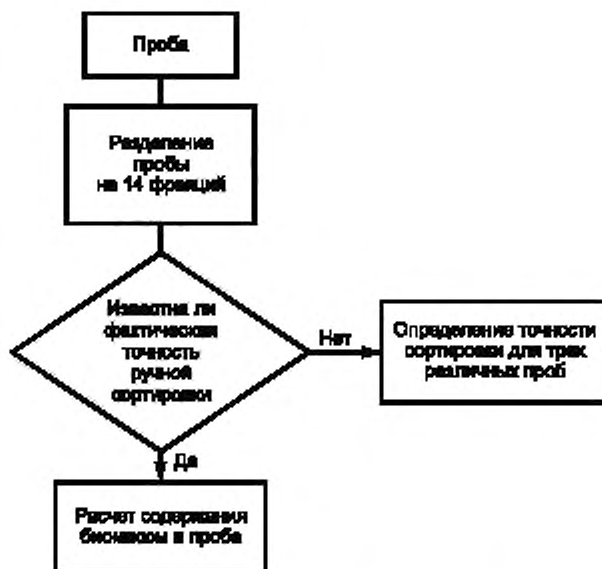 Проба
Разделение
пробы
на 14 фракций
Известна ли
фактическая
точность
ручной
сортировки
Нет
Определение точности
сортировки для трех
различных проб
Да
Расчет содержания
биомассы в пробе